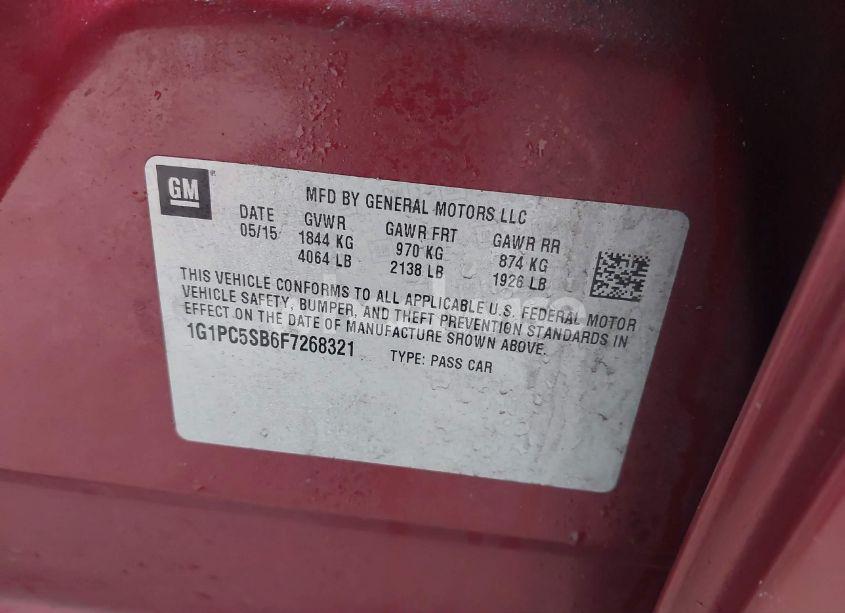 GM
MFD BY GENERAL MOTORS LLC
DATE GVWR GAWR FRT GAWR RR
05/15 1844 KG 970 KG 874 KG
4064 LB 2138 LB 1926 LB
THIS VEHICLE CONFORMS TO ALL APPLICABLE U.S. FEDERAL MOTOR
VEHICLE SAFETY, BUMPER, AND THEFT PREVENTION STANDARDS IN
EFFECT ON THE DATE OF MANUFACTURE SHOWN ABOVE.
1G1PC5SB6F7268321 TYPE: PASS CAR